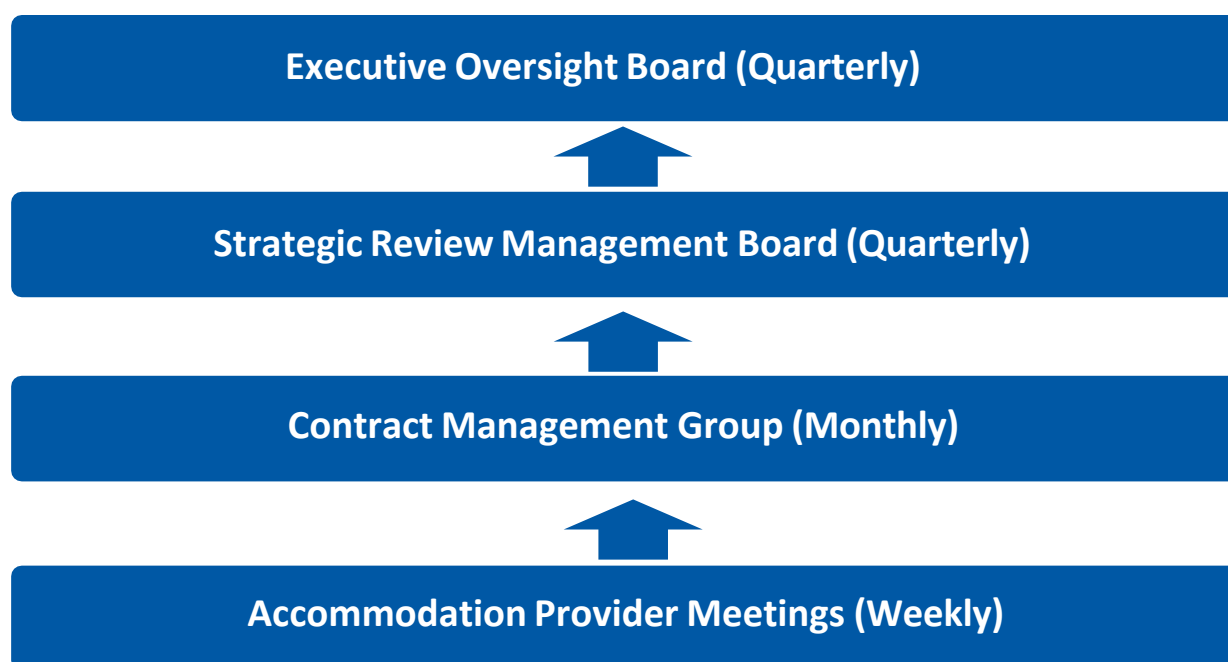 Executive Oversight Board (Quarterly)
Strategic Review Management Board (Quarterly)
Contract Management Group (Monthly)
Accommodation Provider Meetings (Weekly)